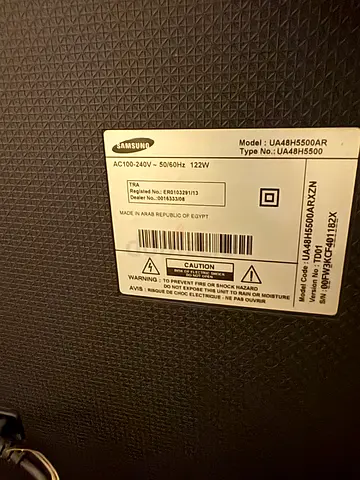 SAMSUNG
Model : UA48H5500AR
Type No.: UA48H5500
AC100-240V ~ 50/60Hz 122W
TRA
Registed No.: ER0103291/13
Dealer No.:0016333/08
MADE IN ARAB REPUBLIC OF EGYPT
CAUTION
RISK OF ELECTRIC SHOCK
DO NOT OPEN
WARNING : TO PREVENT FIRE OR SHOCK HAZARD
DO NOT EXPOSE THIS UNIT TO RAIN OR MOISTURE
AVIS : RISQUE DE CHOC ELECTRIQUE - NE PAS OUVRIR
Model Code :UA48H5500ARXZN
Version No : TD01
S/N :